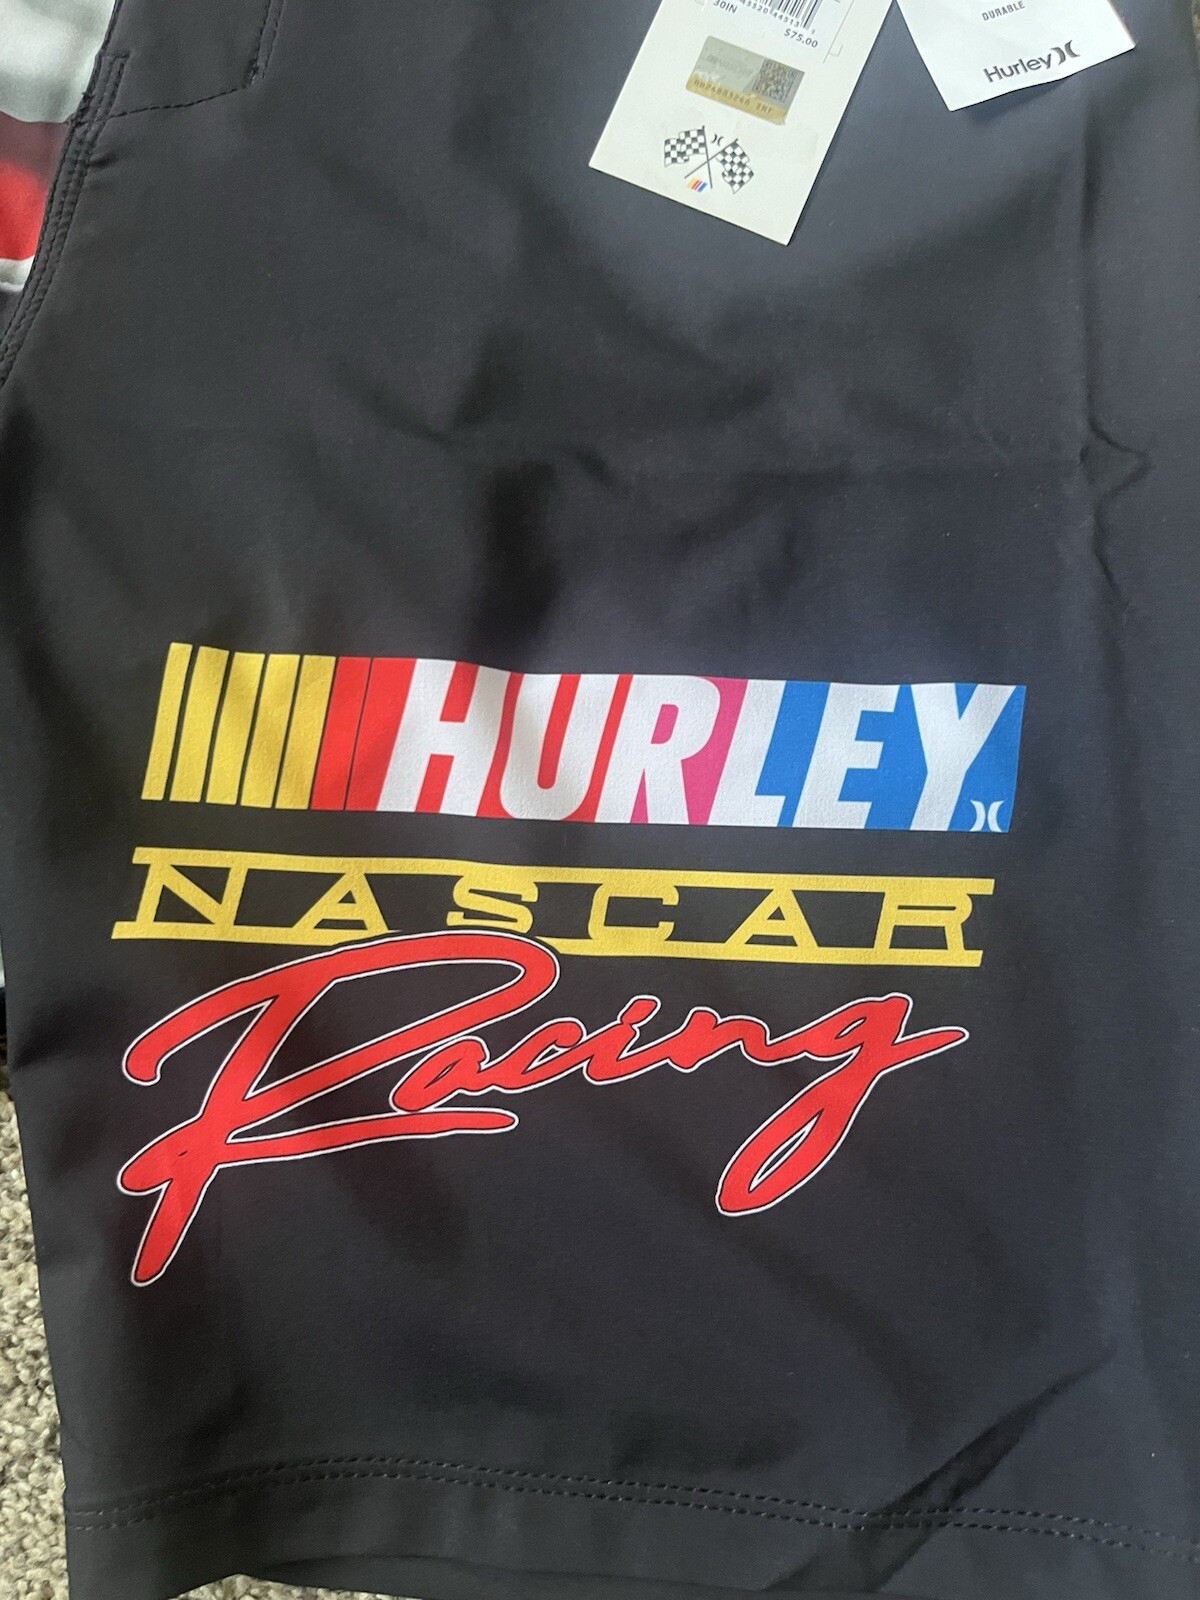 30IN
$75.00
DURABLE
Hurley
HURLEY
NASCAR
Racing